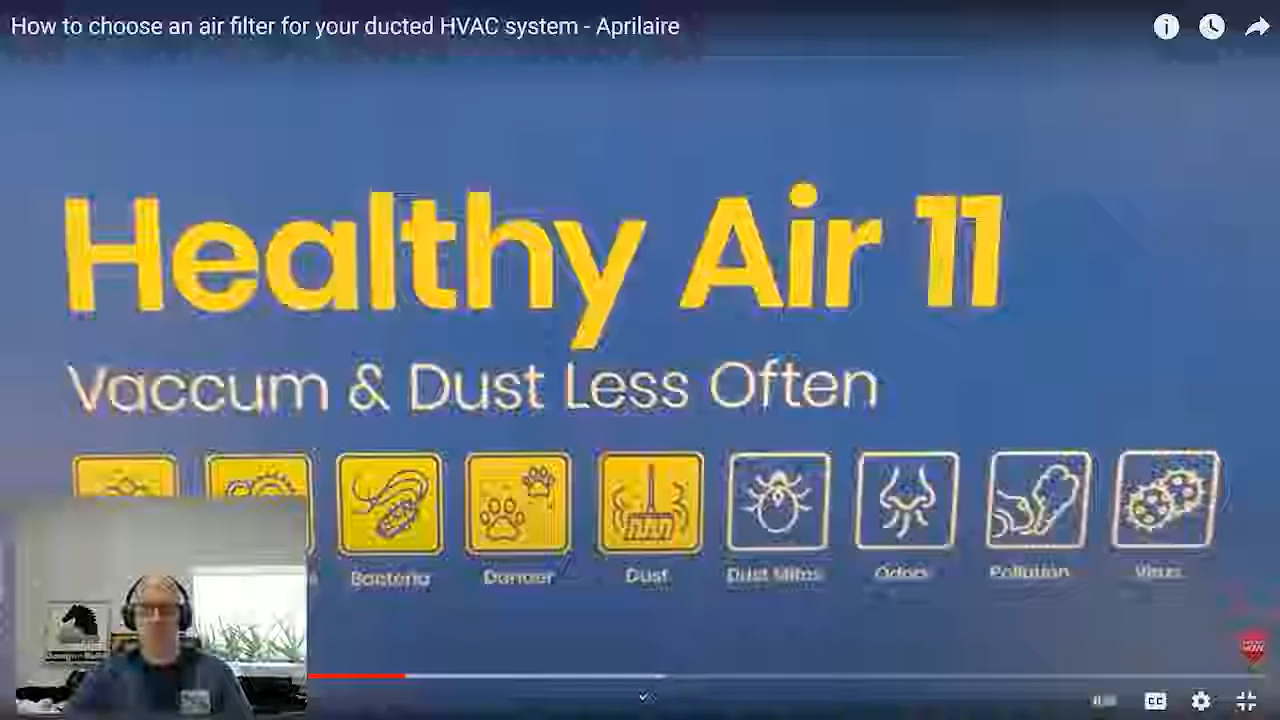 How to choose an air filter for your ducted HVAC system - Aprilaire
Healthy Air 11
Vaccum & Dust Less Often
Bacteria Dander Dust Dust Mites Odors Pollution Virus
CC